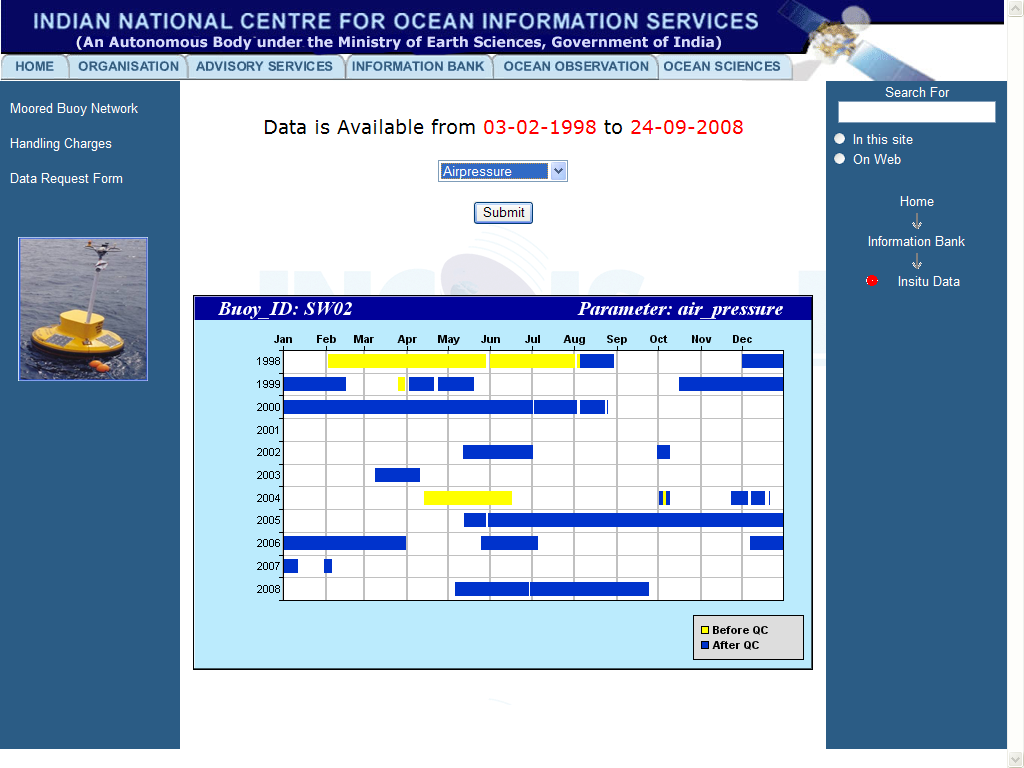 INDIAN NATIONAL CENTRE FOR OCEAN INFORMATION SERVICES
(An Autonomous Body under the Ministry of Earth Sciences, Government of India)
HOME ORGANISATION ADVISORY SERVICES INFORMATION BANK OCEAN OBSERVATION OCEAN SCIENCES
Moored Buoy Network
Handling Charges
Data Request Form
Data is Available from 03-02-1998 to 24-09-2008
Airpressure
Submit
Buoy_ID: SW02 Parameter: air_pressure
Jan Feb Mar Apr May Jun Jul Aug Sep Oct Nov Dec
1998
1999
2000
2001
2002
2003
2004
2005
2006
2007
2008
Before QC
After QC
Search For
In this site
On Web
Home
Information Bank
Insitu Data